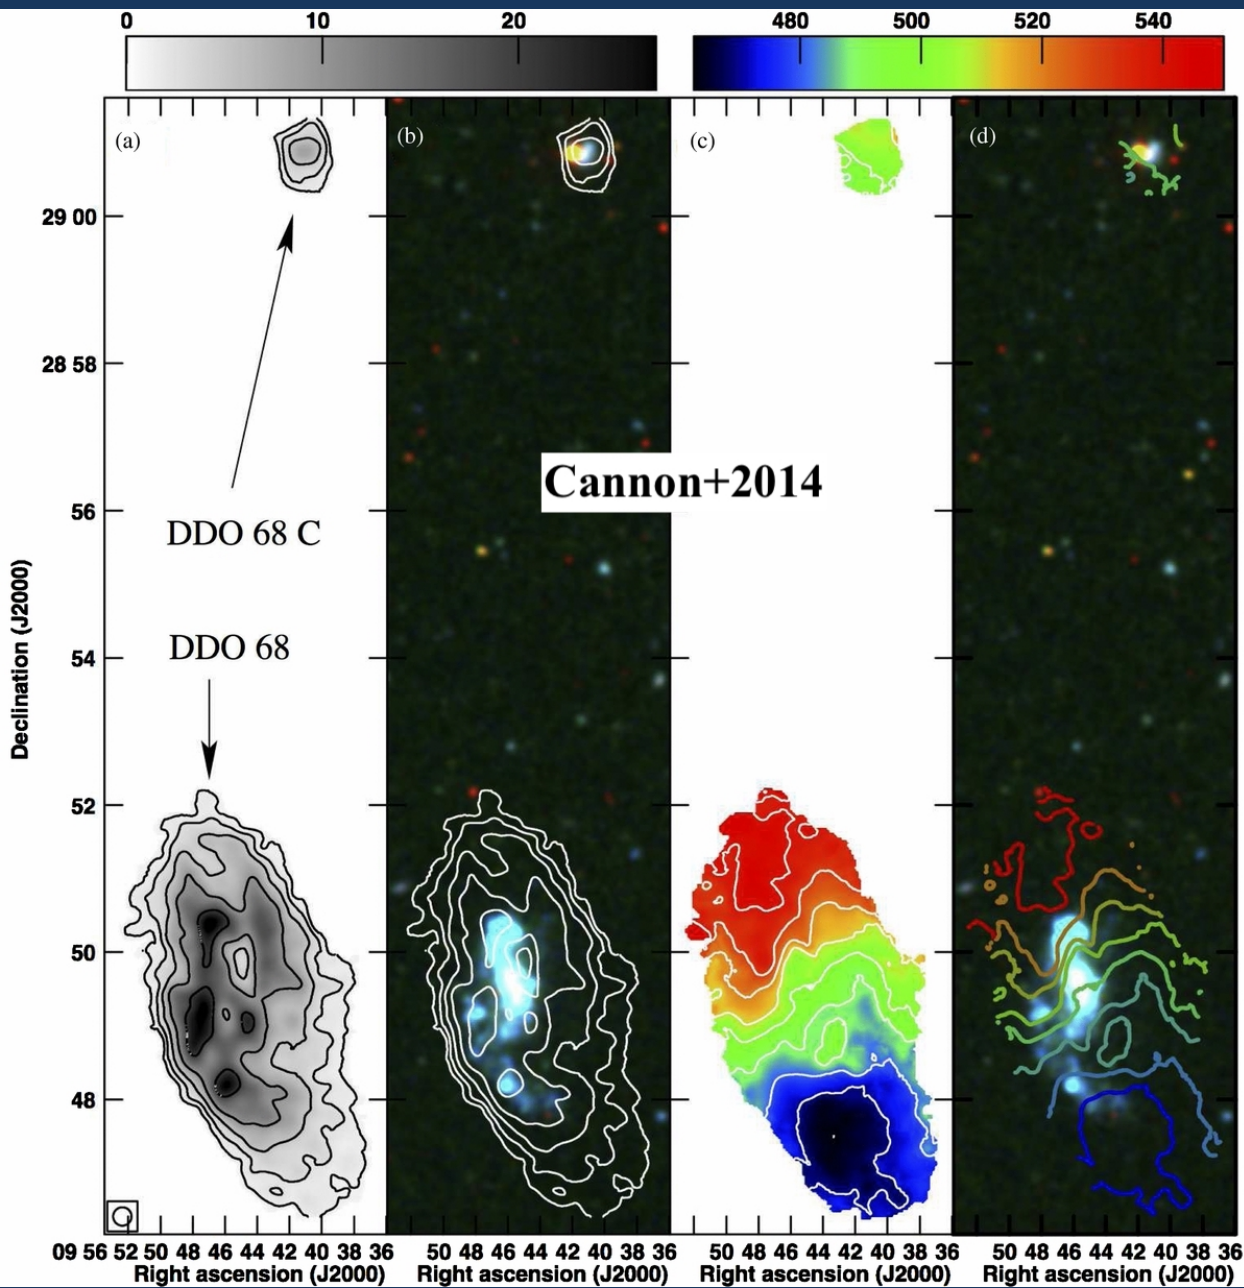 0 10 20 480 500 520 540
(a) (b) (c) (d)
29 00
28 58
Cannon+2014
56
DDO 68 C
DDO 68
54
Declination (J2000)
52
50
48
09 56 52 50 48 46 44 42 40 38 36 50 48 46 44 42 40 38 36 50 48 46 44 42 40 38 36 50 48 46 44 42 40 38 36
Right ascension (J2000) Right ascension (J2000) Right ascension (J2000) Right ascension (J2000)